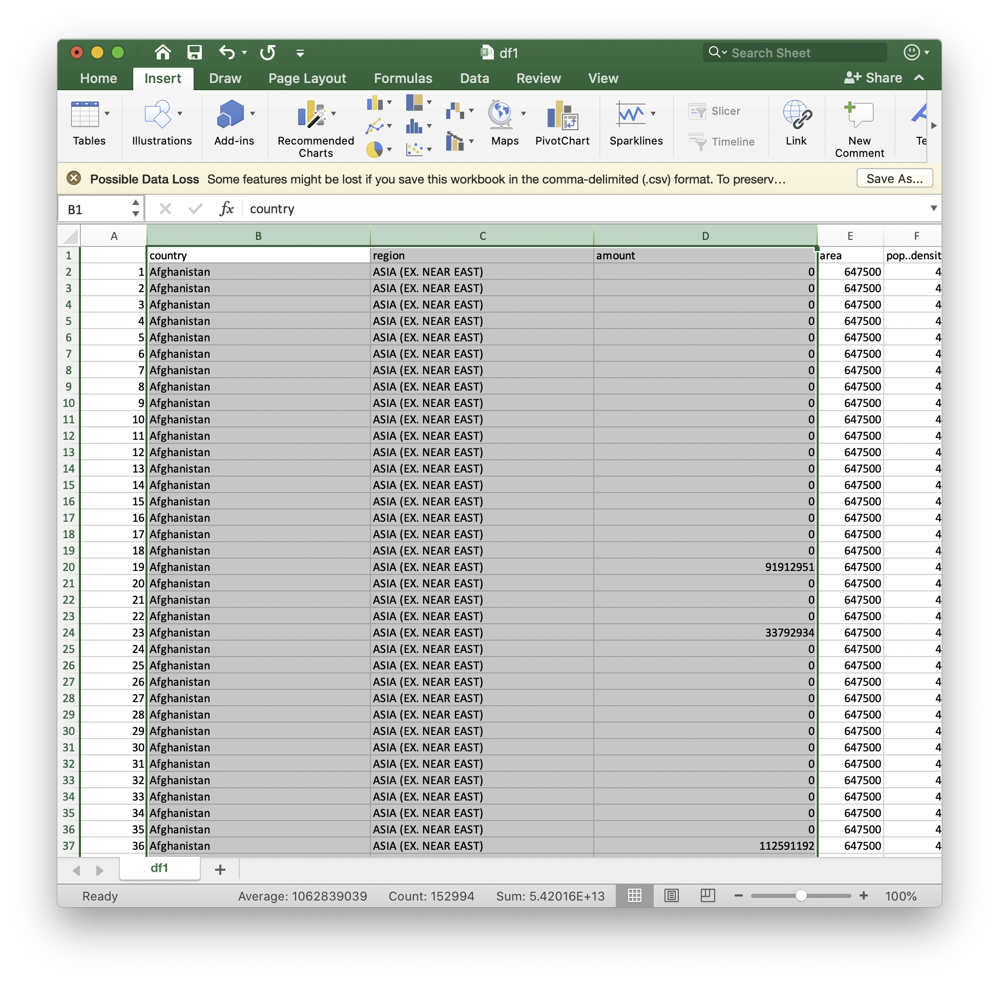 df1
Search Sheet
Home Insert Draw Page Layout Formulas Data Review View Share
Tables Illustrations Add-ins Recommended Charts Maps PivotChart Sparklines Slicer Timeline Link New Comment Te
Possible Data Loss Some features might be lost if you save this workbook in the comma-delimited (.csv) format. To preserv... Save As...
B1 fx country
A B C D E F
1 country region amount area pop..densit
2 1 Afghanistan ASIA (EX. NEAR EAST) 0 647500 4
3 2 Afghanistan ASIA (EX. NEAR EAST) 0 647500 4
4 3 Afghanistan ASIA (EX. NEAR EAST) 0 647500 4
5 4 Afghanistan ASIA (EX. NEAR EAST) 0 647500 4
6 5 Afghanistan ASIA (EX. NEAR EAST) 0 647500 4
7 6 Afghanistan ASIA (EX. NEAR EAST) 0 647500 4
8 7 Afghanistan ASIA (EX. NEAR EAST) 0 647500 4
9 8 Afghanistan ASIA (EX. NEAR EAST) 0 647500 4
10 9 Afghanistan ASIA (EX. NEAR EAST) 0 647500 4
11 10 Afghanistan ASIA (EX. NEAR EAST) 0 647500 4
12 11 Afghanistan ASIA (EX. NEAR EAST) 0 647500 4
13 12 Afghanistan ASIA (EX. NEAR EAST) 0 647500 4
14 13 Afghanistan ASIA (EX. NEAR EAST) 0 647500 4
15 14 Afghanistan ASIA (EX. NEAR EAST) 0 647500 4
16 15 Afghanistan ASIA (EX. NEAR EAST) 0 647500 4
17 16 Afghanistan ASIA (EX. NEAR EAST) 0 647500 4
18 17 Afghanistan ASIA (EX. NEAR EAST) 0 647500 4
19 18 Afghanistan ASIA (EX. NEAR EAST) 0 647500 4
20 19 Afghanistan ASIA (EX. NEAR EAST) 91912951 647500 4
21 20 Afghanistan ASIA (EX. NEAR EAST) 0 647500 4
22 21 Afghanistan ASIA (EX. NEAR EAST) 0 647500 4
23 22 Afghanistan ASIA (EX. NEAR EAST) 0 647500 4
24 23 Afghanistan ASIA (EX. NEAR EAST) 33792934 647500 4
25 24 Afghanistan ASIA (EX. NEAR EAST) 0 647500 4
26 25 Afghanistan ASIA (EX. NEAR EAST) 0 647500 4
27 26 Afghanistan ASIA (EX. NEAR EAST) 0 647500 4
28 27 Afghanistan ASIA (EX. NEAR EAST) 0 647500 4
29 28 Afghanistan ASIA (EX. NEAR EAST) 0 647500 4
30 29 Afghanistan ASIA (EX. NEAR EAST) 0 647500 4
31 30 Afghanistan ASIA (EX. NEAR EAST) 0 647500 4
32 31 Afghanistan ASIA (EX. NEAR EAST) 0 647500 4
33 32 Afghanistan ASIA (EX. NEAR EAST) 0 647500 4
34 33 Afghanistan ASIA (EX. NEAR EAST) 0 647500 4
35 34 Afghanistan ASIA (EX. NEAR EAST) 0 647500 4
36 35 Afghanistan ASIA (EX. NEAR EAST) 0 647500 4
37 36 Afghanistan ASIA (EX. NEAR EAST) 112591192 647500 4
df1
Ready Average: 1062839039 Count: 152994 Sum: 5.42016E+13 100%